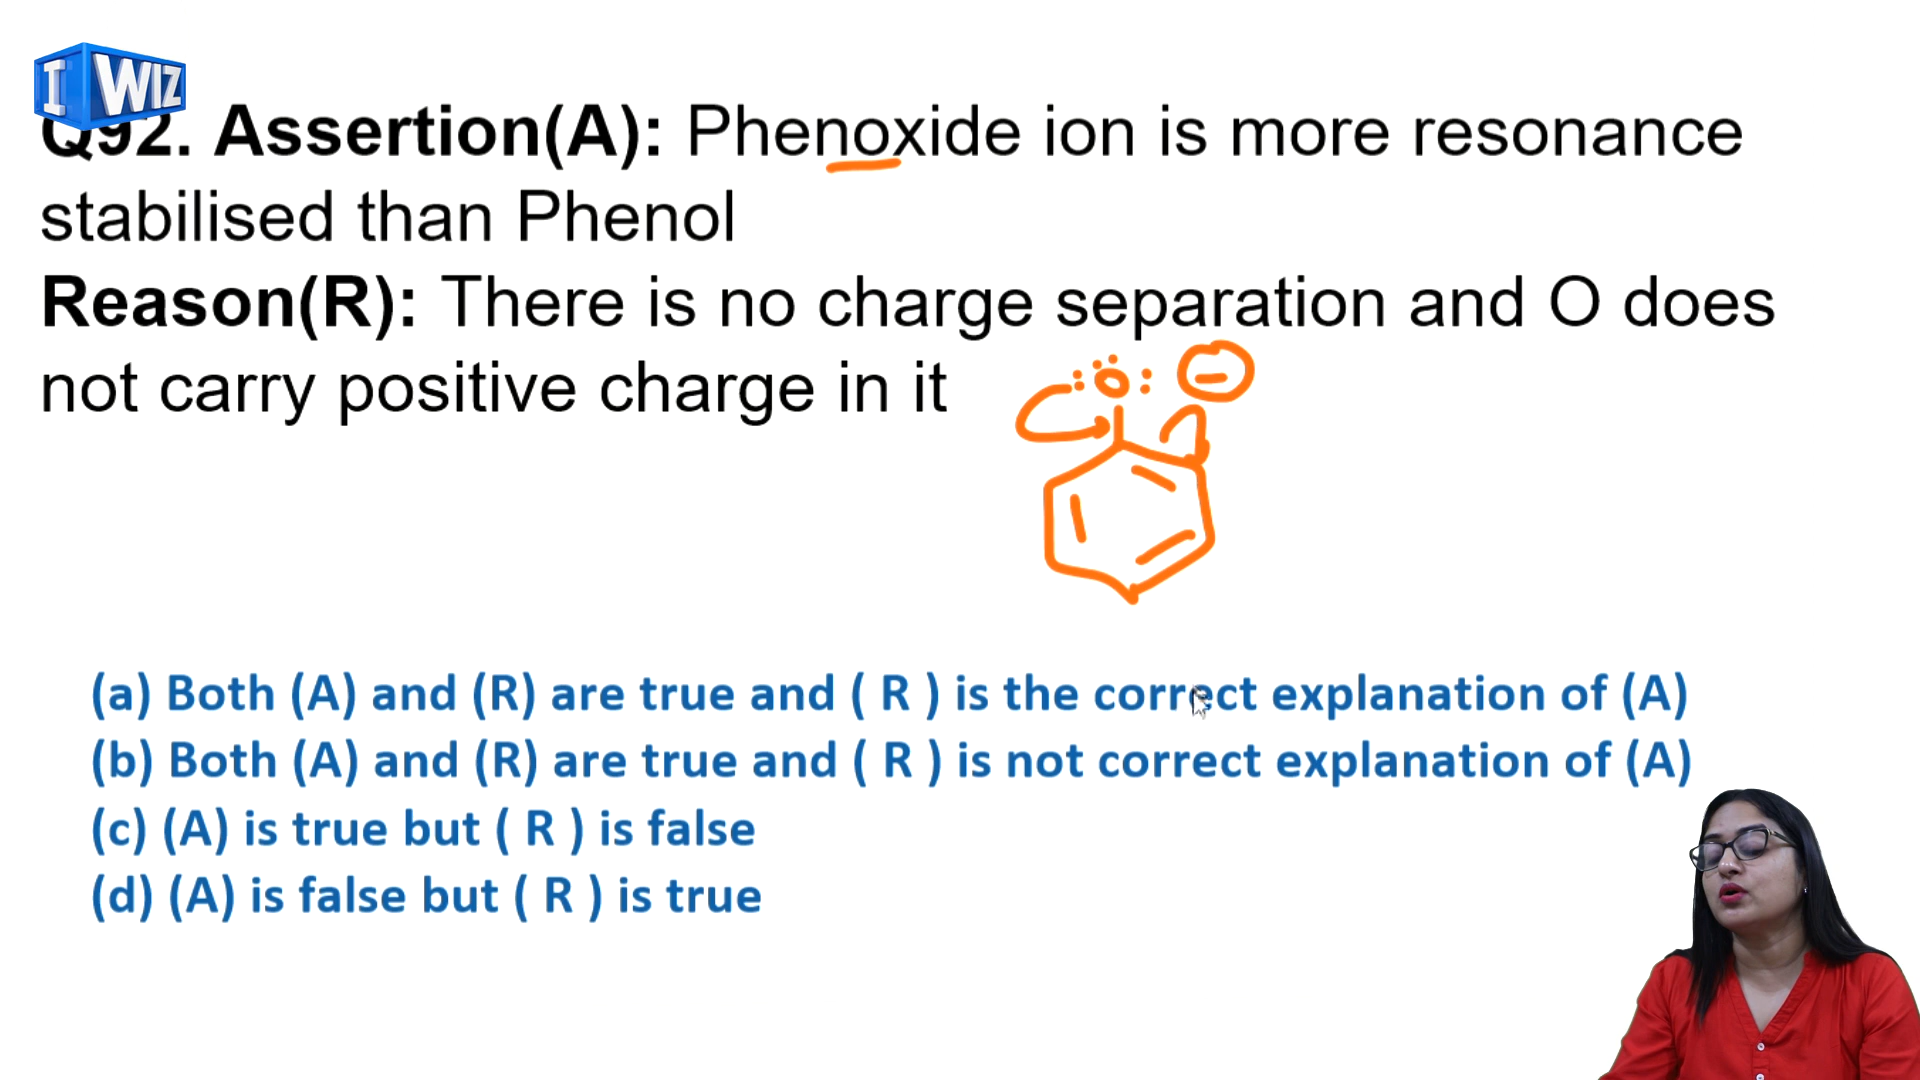 I WIZ
Q92. Assertion(A): Phenoxide ion is more resonance
stabilised than Phenol
Reason(R): There is no charge separation and O does
not carry positive charge in it
O −
(a) Both (A) and (R) are true and ( R ) is the correct explanation of (A)
(b) Both (A) and (R) are true and ( R ) is not correct explanation of (A)
(c) (A) is true but ( R ) is false
(d) (A) is false but ( R ) is true